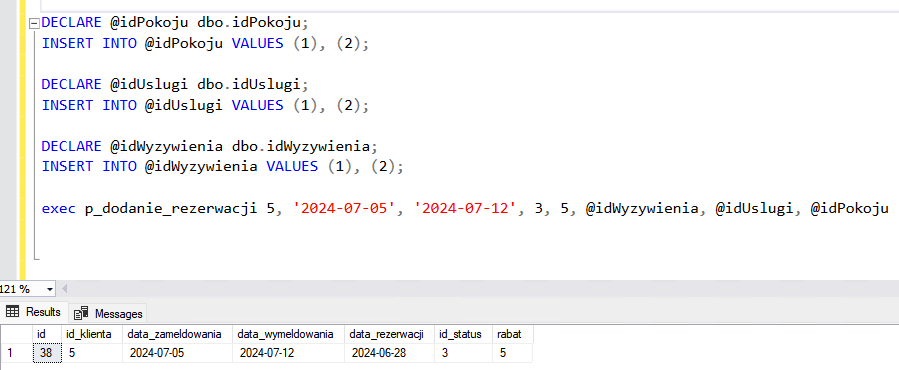 DECLARE @idPokoju dbo.idPokoju;
INSERT INTO @idPokoju VALUES (1), (2);
DECLARE @idUslugi dbo.idUslugi;
INSERT INTO @idUslugi VALUES (1), (2);
DECLARE @idWyzywienia dbo.idWyzywienia;
INSERT INTO @idWyzywienia VALUES (1), (2);
exec p_dodanie_rezerwacji 5, '2024-07-05', '2024-07-12', 3, 5, @idWyzywienia, @idUslugi, @idPokoju
121 %
Results Messages
id id_klienta data_zameldowania data_wymeldowania data_rezerwacji id_status rabat
1 38 5 2024-07-05 2024-07-12 2024-06-28 3 5